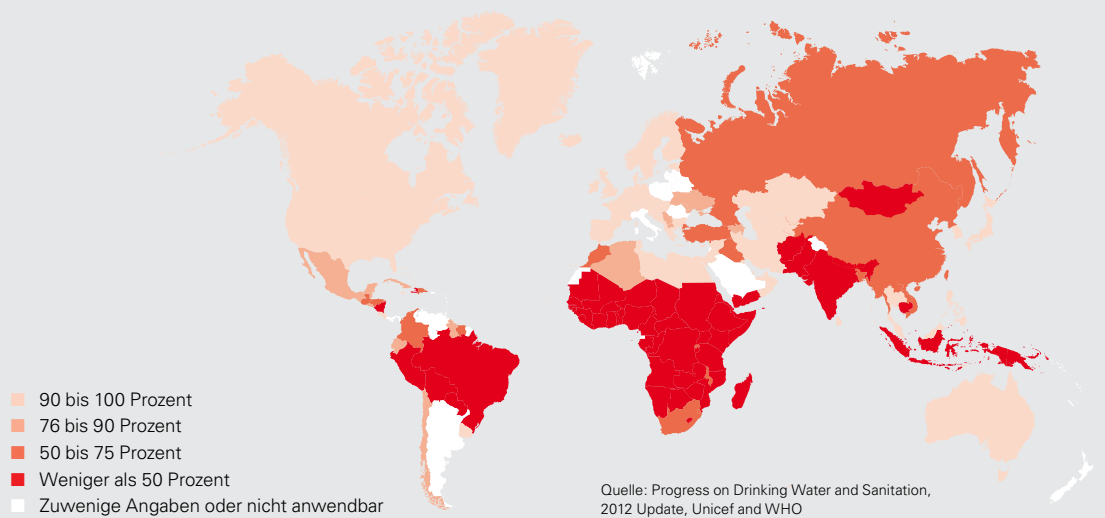 90 bis 100 Prozent
76 bis 90 Prozent
50 bis 75 Prozent
Weniger als 50 Prozent
Zuwenige Angaben oder nicht anwendbar
Quelle: Progress on Drinking Water and Sanitation,
2012 Update, Unicef and WHO